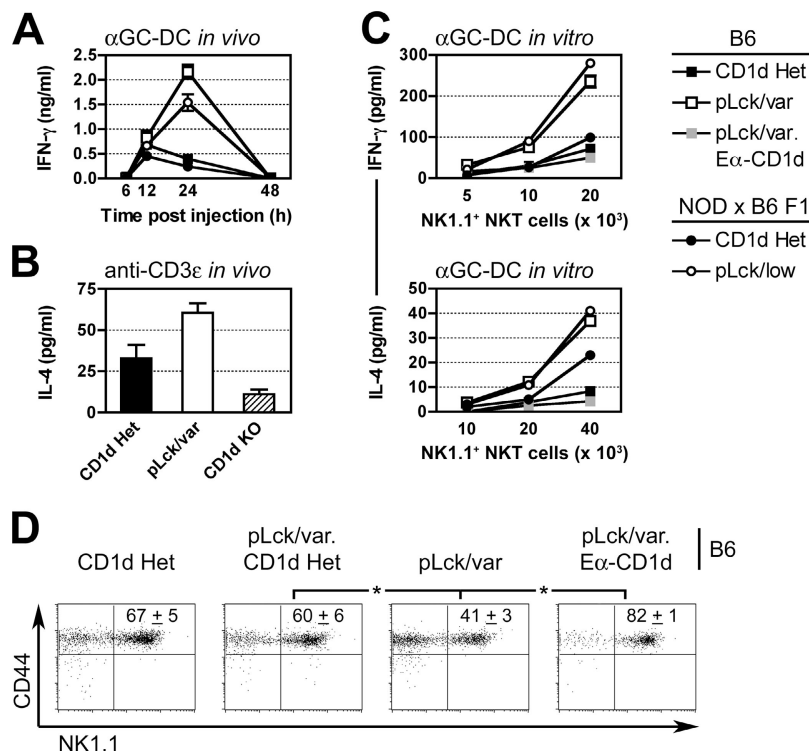 A
αGC-DC in vivo
IFN-γ (ng/ml)
2.5
2.0
1.5
1.0
0.5
0
6 12 24 48
Time post injection (h)
B
anti-CD3ε in vivo
IL-4 (pg/ml)
75
50
25
0
CD1d Het
pLck/var
CD1d KO
C
αGC-DC in vitro
IFN-γ (pg/ml)
300
200
100
0
5 10 20
NK1.1⁺ NKT cells (x 10³)
αGC-DC in vitro
IL-4 (pg/ml)
50
40
30
20
10
0
10 20 40
NK1.1⁺ NKT cells (x 10³)
B6
CD1d Het
pLck/var
pLck/var.
Eα-CD1d
NOD x B6 F1
CD1d Het
pLck/low
D
CD1d Het
pLck/var.
CD1d Het
pLck/var
pLck/var.
Eα-CD1d
B6
* *
67 ± 5
60 ± 6
41 ± 3
82 ± 1
CD44
NK1.1